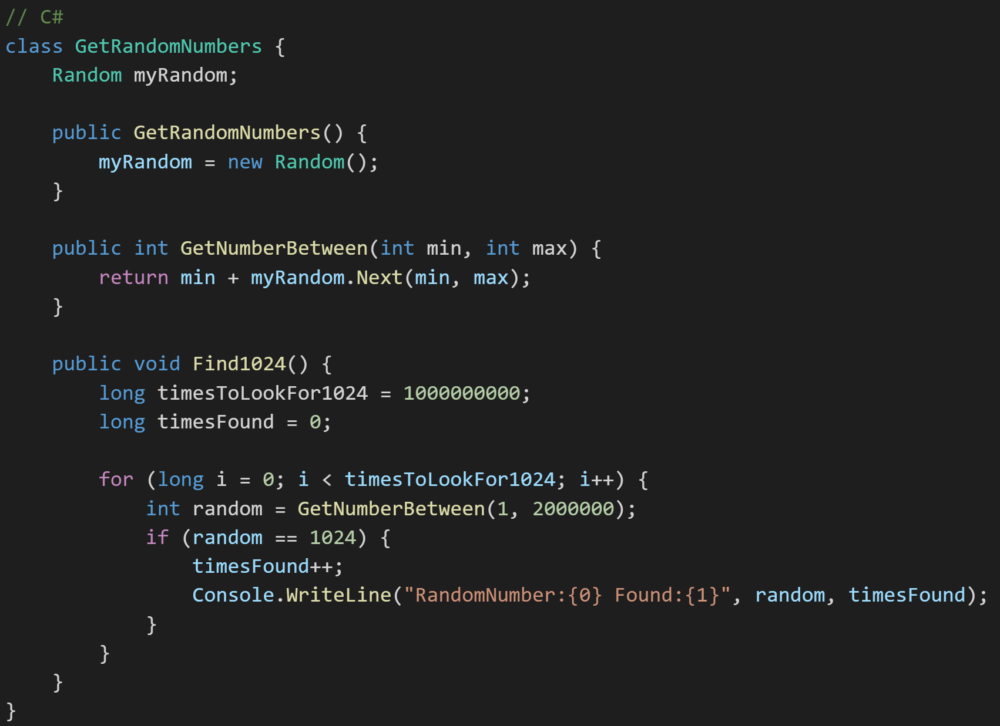 // C#
class GetRandomNumbers {
    Random myRandom;

    public GetRandomNumbers() {
        myRandom = new Random();
    }

    public int GetNumberBetween(int min, int max) {
        return min + myRandom.Next(min, max);
    }

    public void Find1024() {
        long timesToLookFor1024 = 1000000000;
        long timesFound = 0;

        for (long i = 0; i < timesToLookFor1024; i++) {
            int random = GetNumberBetween(1, 2000000);
            if (random == 1024) {
                timesFound++;
                Console.WriteLine("RandomNumber:{0} Found:{1}", random, timesFound);
            }
        }
    }
}